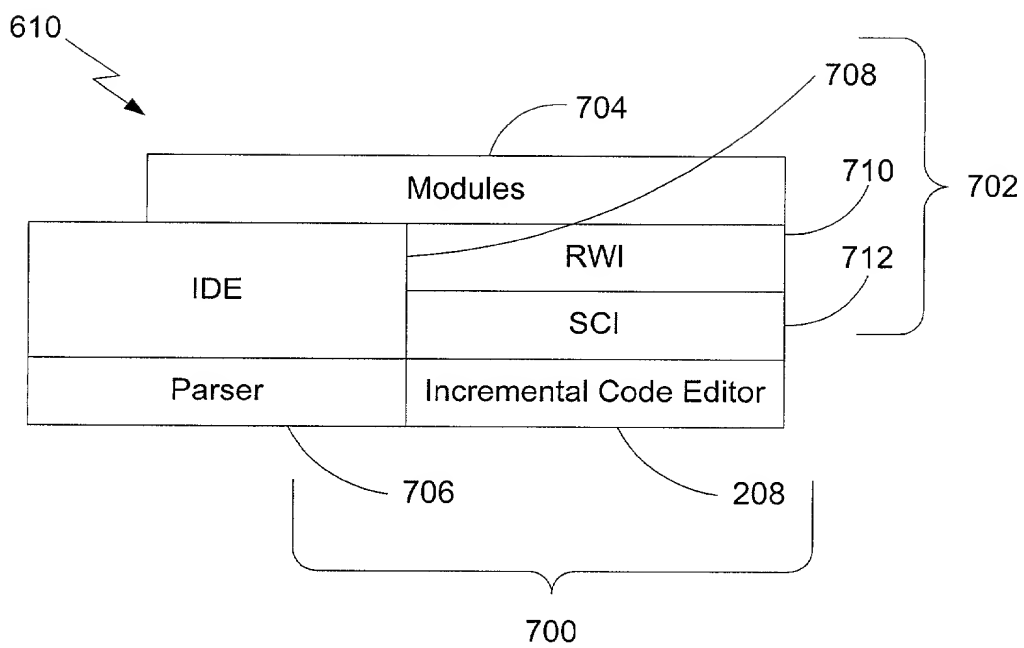 610
708
704
710
702
Modules
RWI
712
IDE
SCI
Parser
Incremental Code Editor
706
208
700